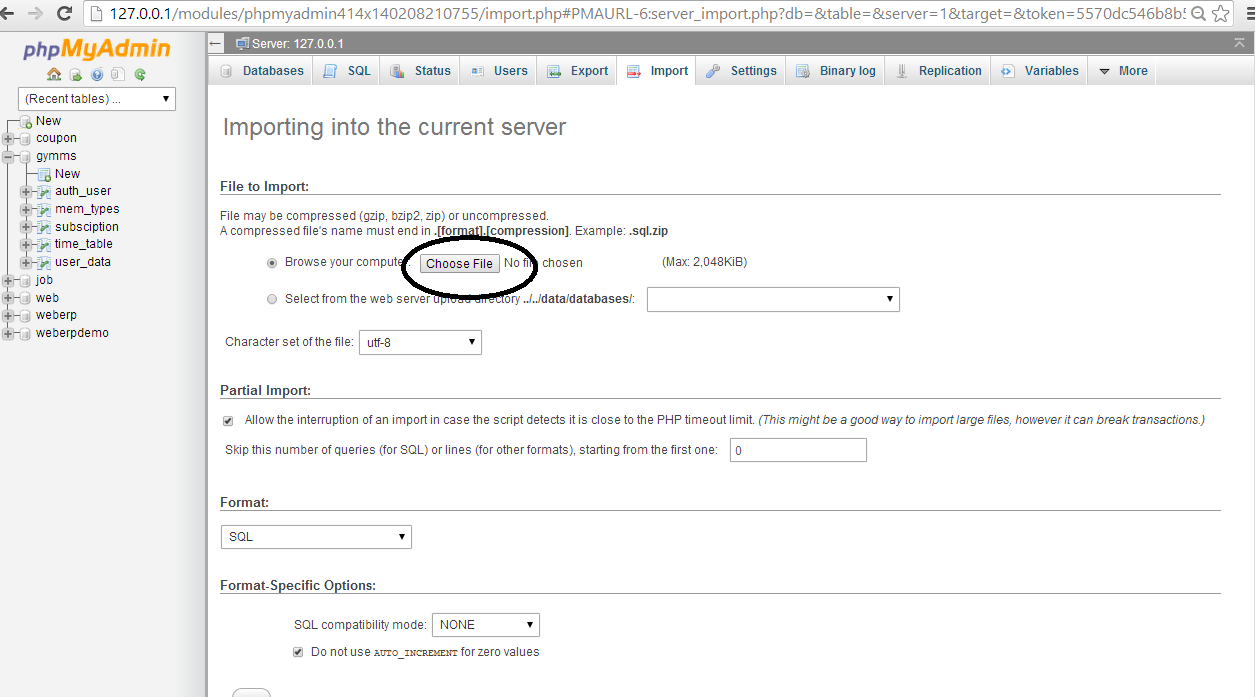 127.0.0.1/modules/phpmyadmin414x140208210755/import.php#PMAURL-6:server_import.php?db=&table=&server=1&target=&token=5570dc546b8b5
phpMyAdmin
(Recent tables) ...
New
coupon
gymms
New
auth_user
mem_types
subsciption
time_table
user_data
job
web
weberp
weberpdemo
Server: 127.0.0.1
Databases SQL Status Users Export Import Settings Binary log Replication Variables More
Importing into the current server
File to Import:
File may be compressed (gzip, bzip2, zip) or uncompressed.
A compressed file's name must end in .[format].[compression]. Example: .sql.zip
Browse your computer: Choose File No file chosen (Max: 2,048KiB)
Select from the web server upload directory ../../data/databases/:
Character set of the file: utf-8
Partial Import:
Allow the interruption of an import in case the script detects it is close to the PHP timeout limit. (This might be a good way to import large files, however it can break transactions.)
Skip this number of queries (for SQL) or lines (for other formats), starting from the first one: 0
Format:
SQL
Format-Specific Options:
SQL compatibility mode: NONE
Do not use AUTO_INCREMENT for zero values